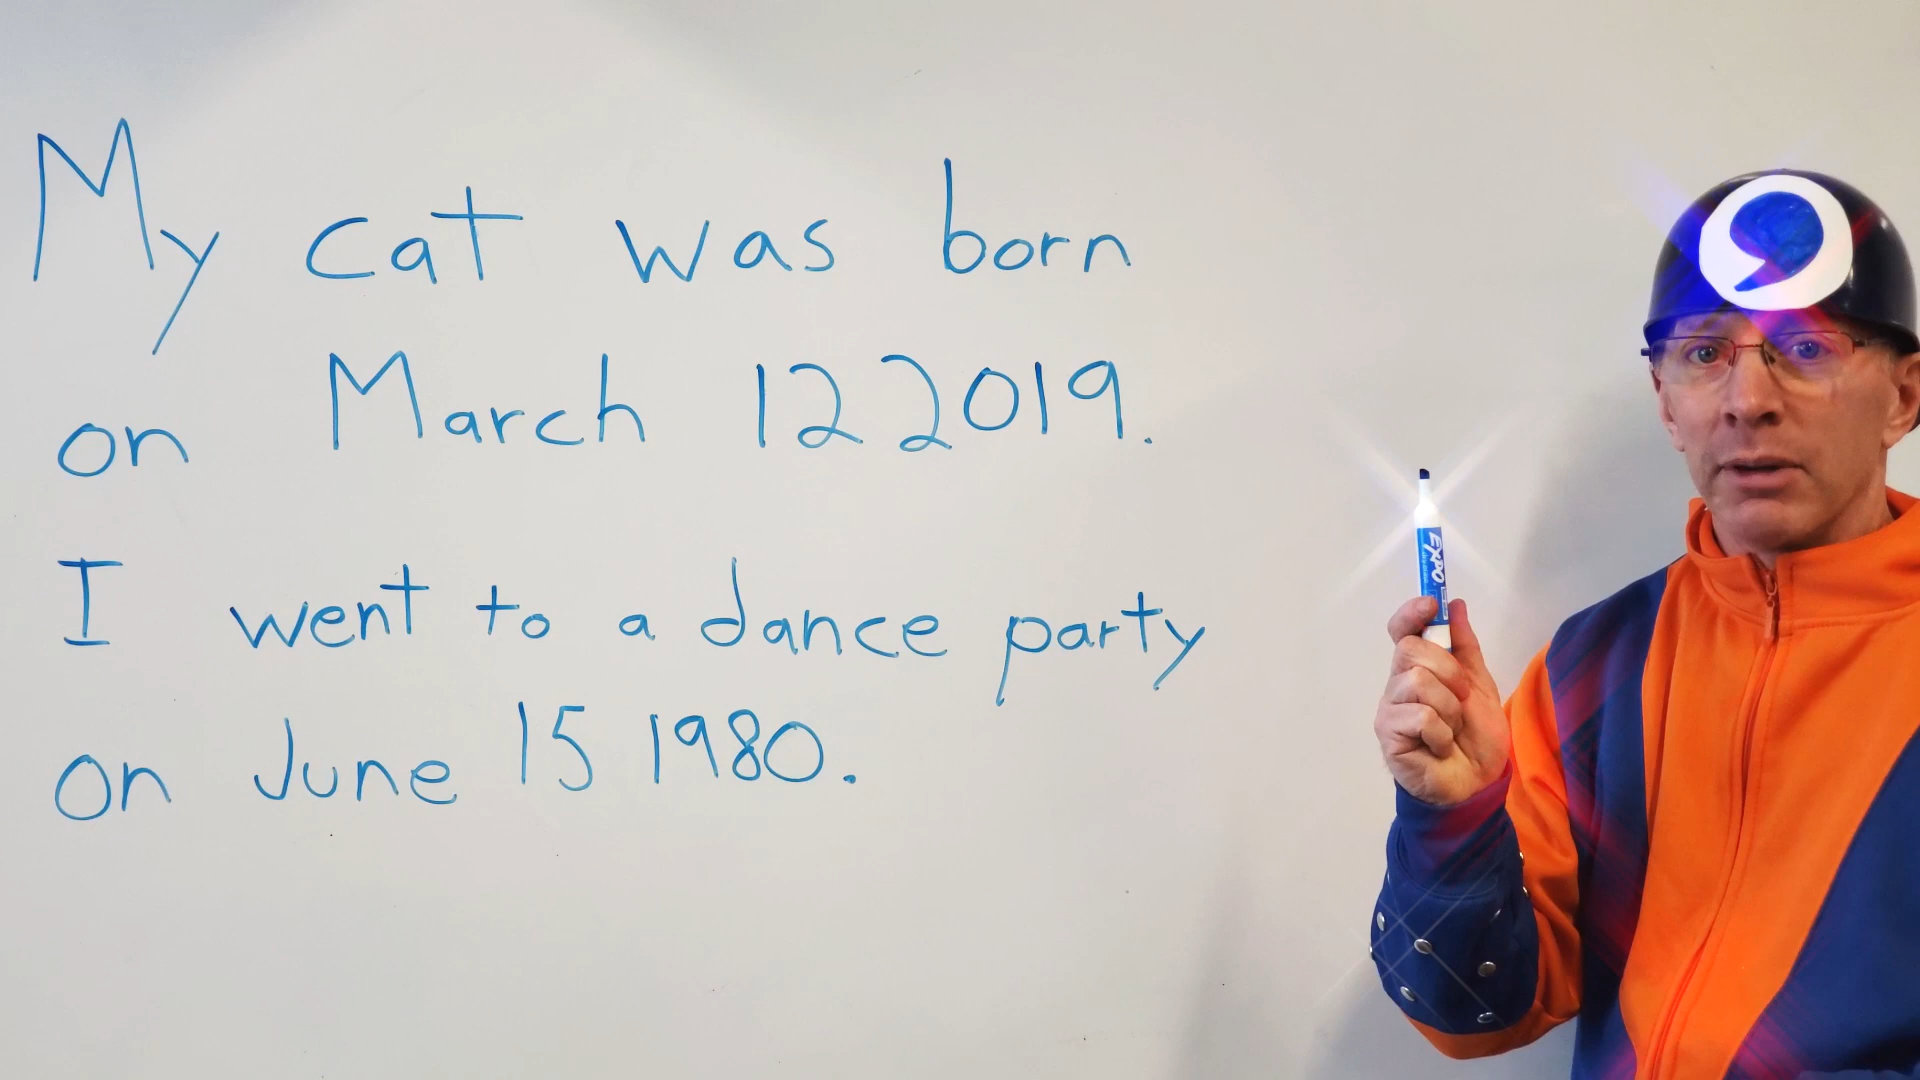 My cat was born
on March 12 2019.
I went to a dance party
on June 15 1980.
EXPO